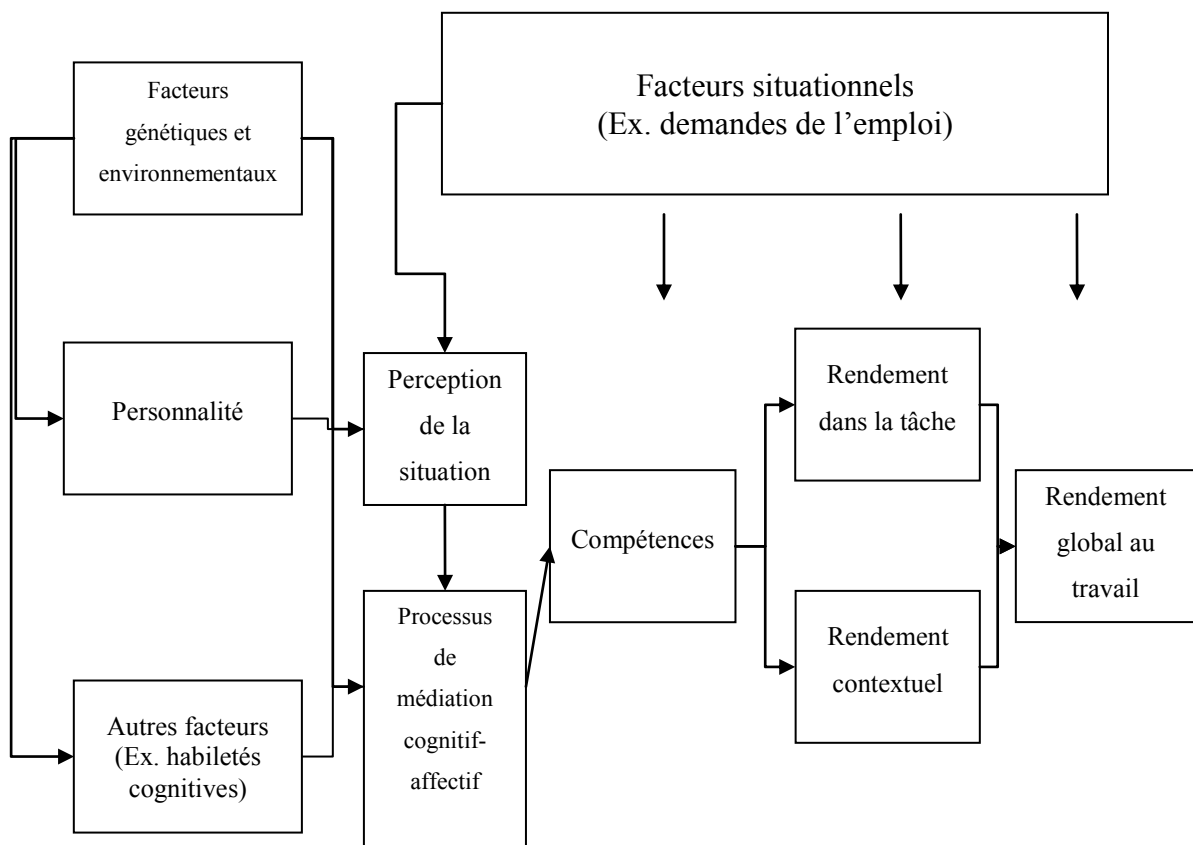 Facteurs
génétiques et
environnementaux
Facteurs situationnels
(Ex. demandes de l’emploi)
Personnalité
Perception
de la
situation
Rendement
dans la tâche
Compétences
Rendement
global au
travail
Processus
de
médiation
cognitif-
affectif
Rendement
contextuel
Autres facteurs
(Ex. habiletés
cognitives)